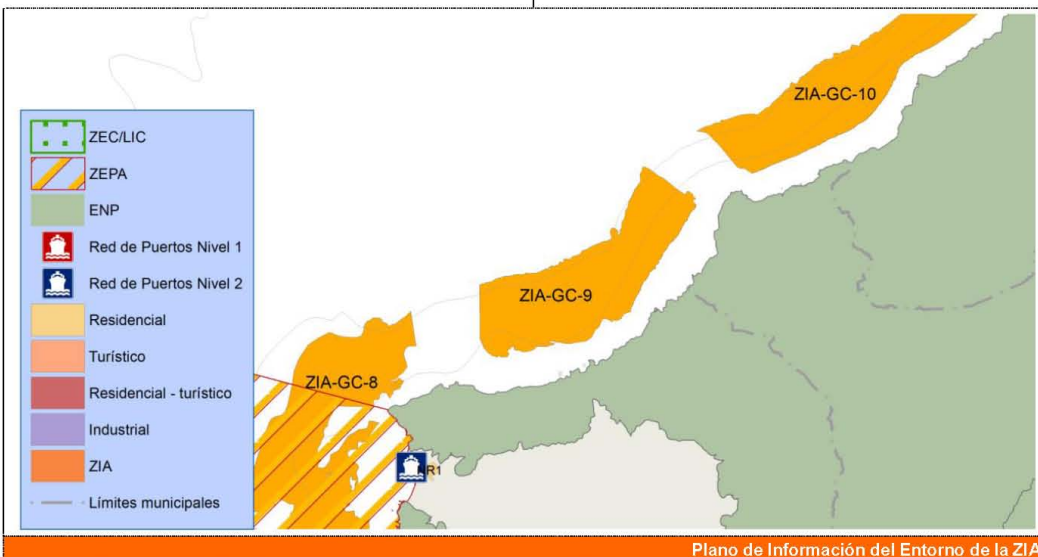 ZIA-GC-10
ZIA-GC-9
ZIA-GC-8
R1
ZEC/LIC
ZEPA
ENP
Red de Puertos Nivel 1
Red de Puertos Nivel 2
Residencial
Turístico
Residencial - turístico
Industrial
ZIA
Límites municipales
Plano de Información del Entorno de la ZIA